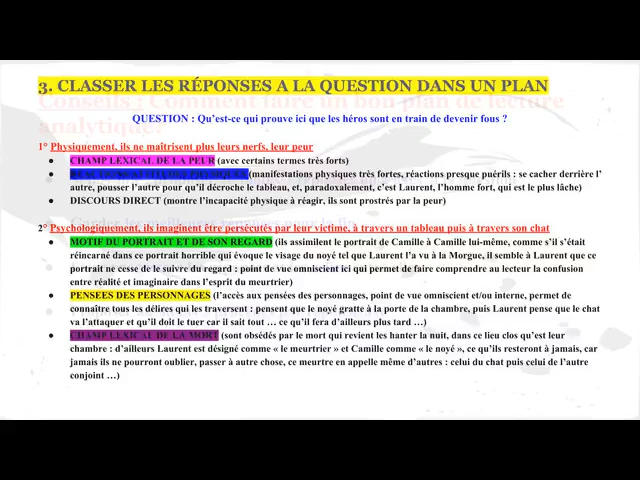 3. CLASSER LES RÉPONSES A LA QUESTION DANS UN PLAN
Conseils : Comment faire un bon plan de lecture
analytique?
QUESTION : Qu'est-ce qui prouve ici que les héros sont en train de devenir fous ?
1° Physiquement, ils ne maîtrisent plus leurs nerfs, leur peur
CHAMP LEXICAL DE LA PEUR (avec certains termes très forts)
(manifestations physiques très fortes, réactions presque puérils : se cacher derrière l'
autre, pousser l'autre pour qu'il décroche le tableau, et, paradoxalement, c'est Laurent, l'homme fort, qui est le plus lâche)
DISCOURS DIRECT (montre l'incapacité physique à réagir, ils sont prostrés par la peur)
2° Psychologiquement, ils imaginent être persécutés par leur victime, à travers un tableau puis à travers son chat
MOTIF DU PORTRAIT ET DE SON REGARD (ils assimilent le portrait de Camille à Camille lui-même, comme s'il s'était
réincarné dans ce portrait horrible qui évoque le visage du noyé tel que Laurent l'a vu à la Morgue, il semble à Laurent que ce
portrait ne cesse de le suivre du regard : point de vue omniscient ici qui permet de faire comprendre au lecteur la confusion
entre réalité et imaginaire dans l'esprit du meurtrier)
PENSEES DES PERSONNAGES (l'accès aux pensées des personnages, point de vue omniscient et/ou interne, permet de
connaître tous les délires qui les traversent : pensent que le noyé gratte à la porte de la chambre, puis Laurent pense que le chat
va l'attaquer et qu'il doit le tuer car il sait tout … ce qu'il fera d'ailleurs plus tard …)
CHAMP LEXICAL DE LA MORT (sont obsédés par le mort qui revient les hanter la nuit, dans ce lieu clos qu'est leur
chambre : d'ailleurs Laurent est désigné comme « le meurtrier » et Camille comme « le noyé », ce qu'ils resteront à jamais, car
jamais ils ne pourront oublier, passer à autre chose, ce meurtre en appelle même d'autres : celui du chat puis celui de l'autre
conjoint …)